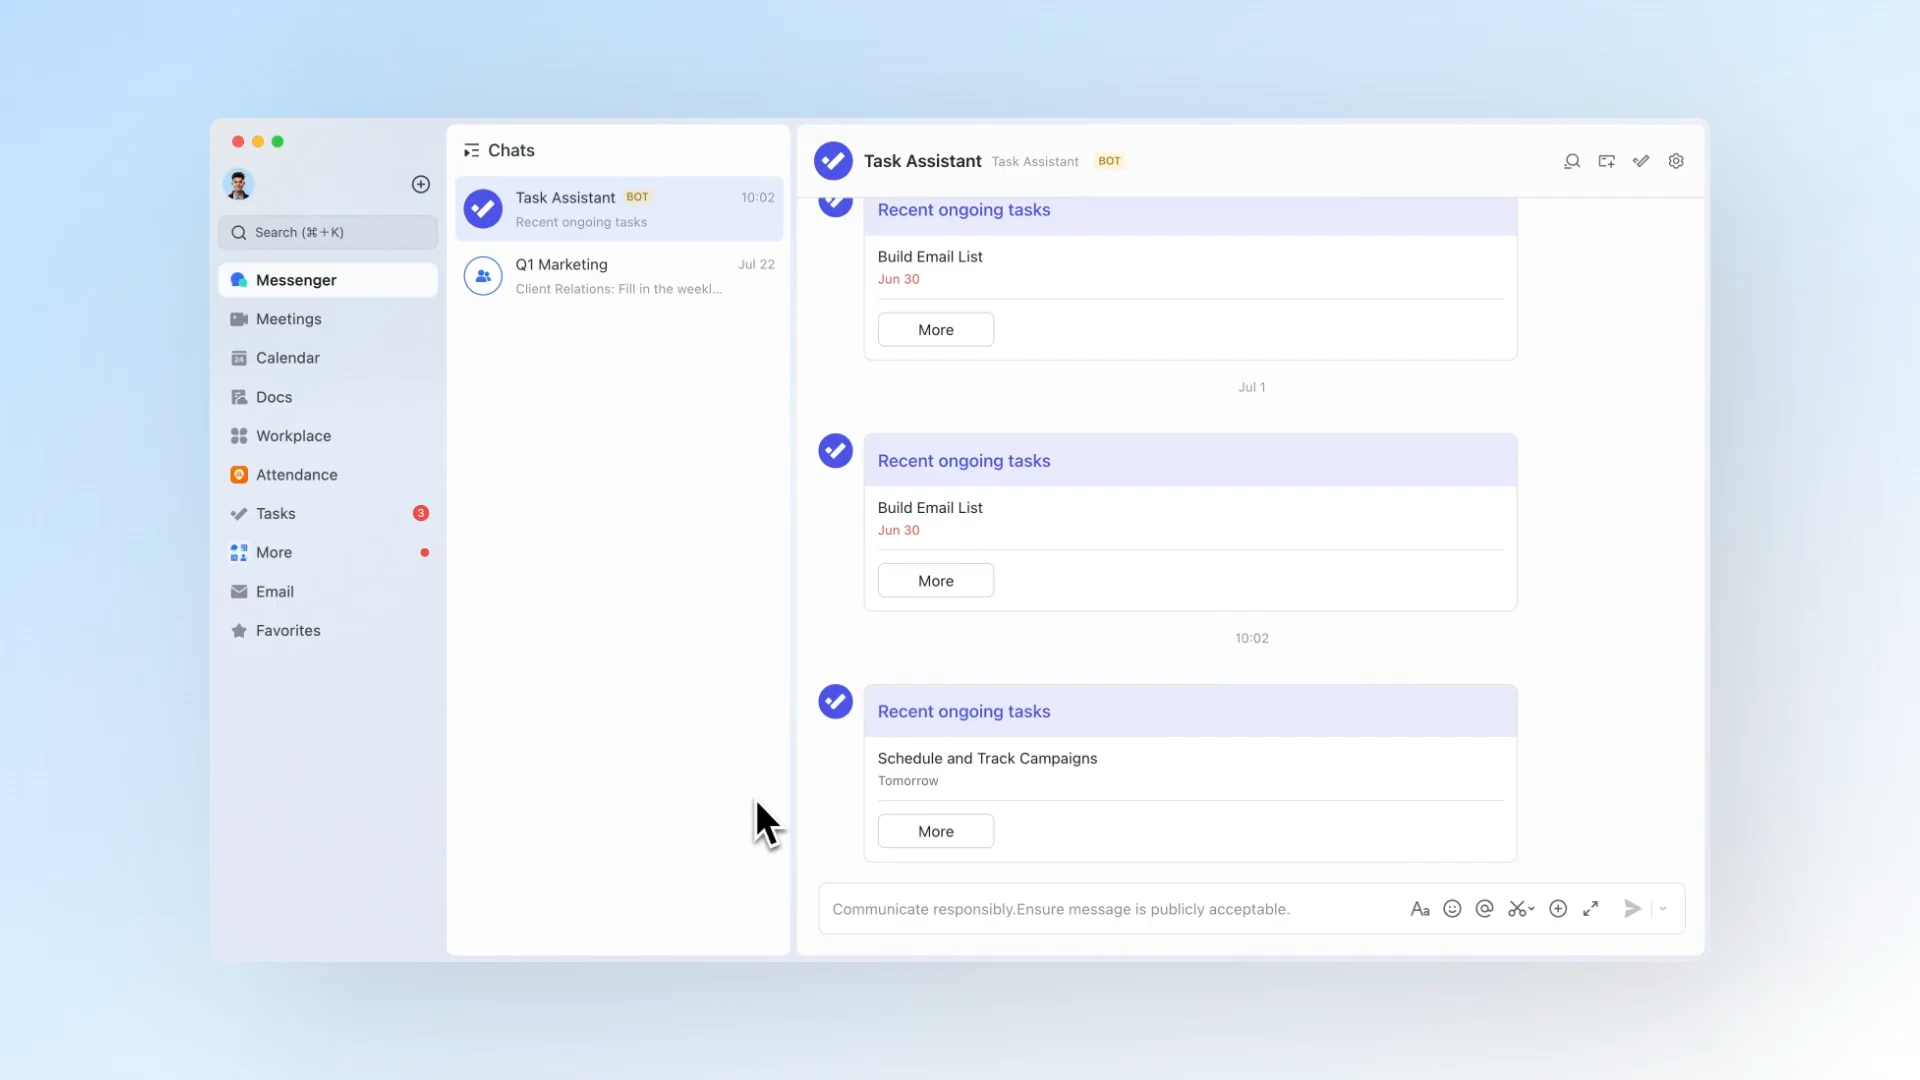 Search (⌘+K)
Messenger
Meetings
24
Calendar
Docs
Workplace
Attendance
Tasks
3
More
Email
Favorites
Chats
Task Assistant BOT 10:02
Recent ongoing tasks
Q1 Marketing Jul 22
Client Relations: Fill in the weekl...
Task Assistant Task Assistant BOT
Recent ongoing tasks
Build Email List
Jun 30
More
Jul 1
Recent ongoing tasks
Build Email List
Jun 30
More
10:02
Recent ongoing tasks
Schedule and Track Campaigns
Tomorrow
More
Communicate responsibly.Ensure message is publicly acceptable.
Aa